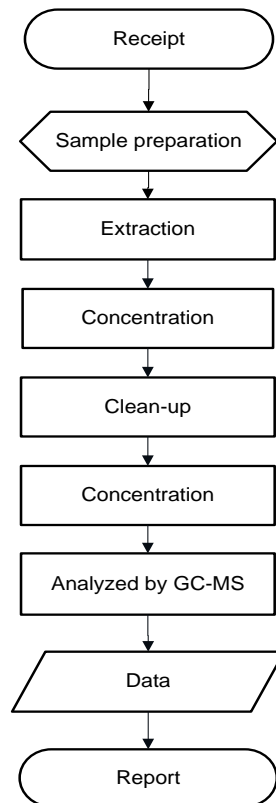 Receipt
Sample preparation
Extraction
Concentration
Clean-up
Concentration
Analyzed by GC-MS
Data
Report